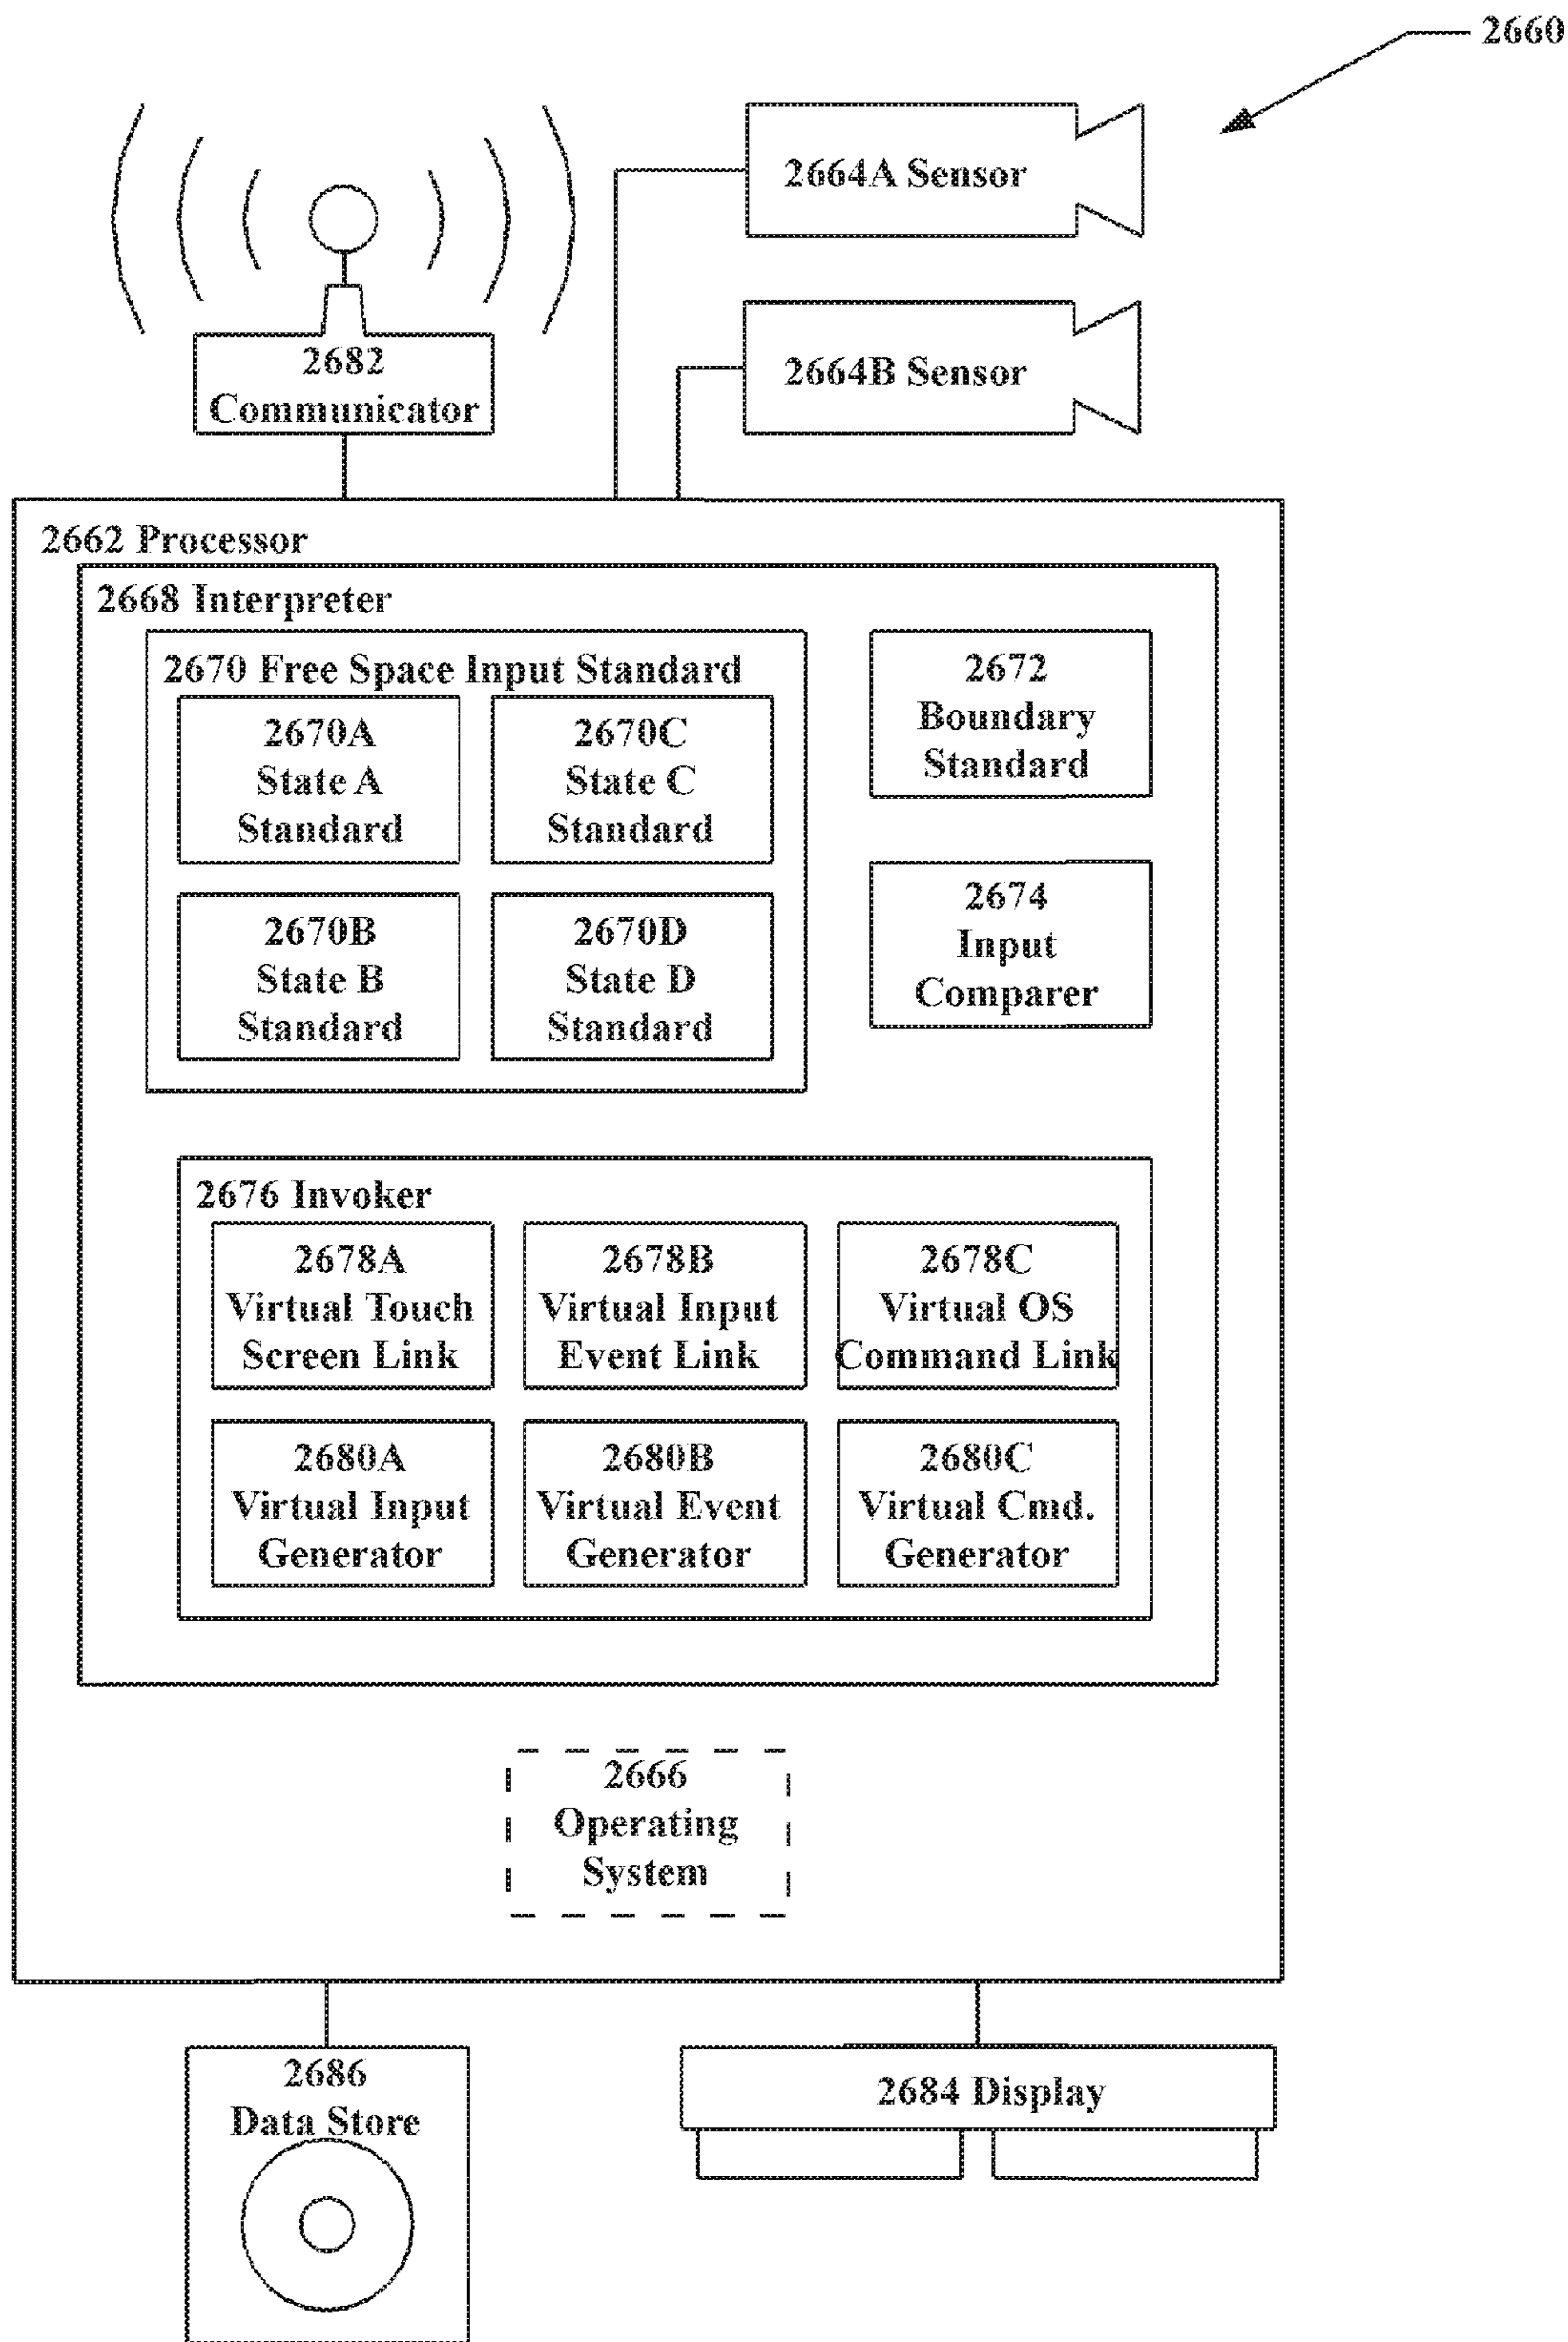 2660
2664A Sensor
2664B Sensor
2682
Communicator
2662 Processor
2668 Interpreter
2670 Free Space Input Standard
2670A
State A
Standard
2670C
State C
Standard
2670B
State B
Standard
2670D
State D
Standard
2672
Boundary
Standard
2674
Input
Comparer
2676 Invoker
2678A
Virtual Touch
Screen Link
2678B
Virtual Input
Event Link
2678C
Virtual OS
Command Link
2680A
Virtual Input
Generator
2680B
Virtual Event
Generator
2680C
Virtual Cmd.
Generator
2666
Operating
System
2686
Data Store
2684 Display